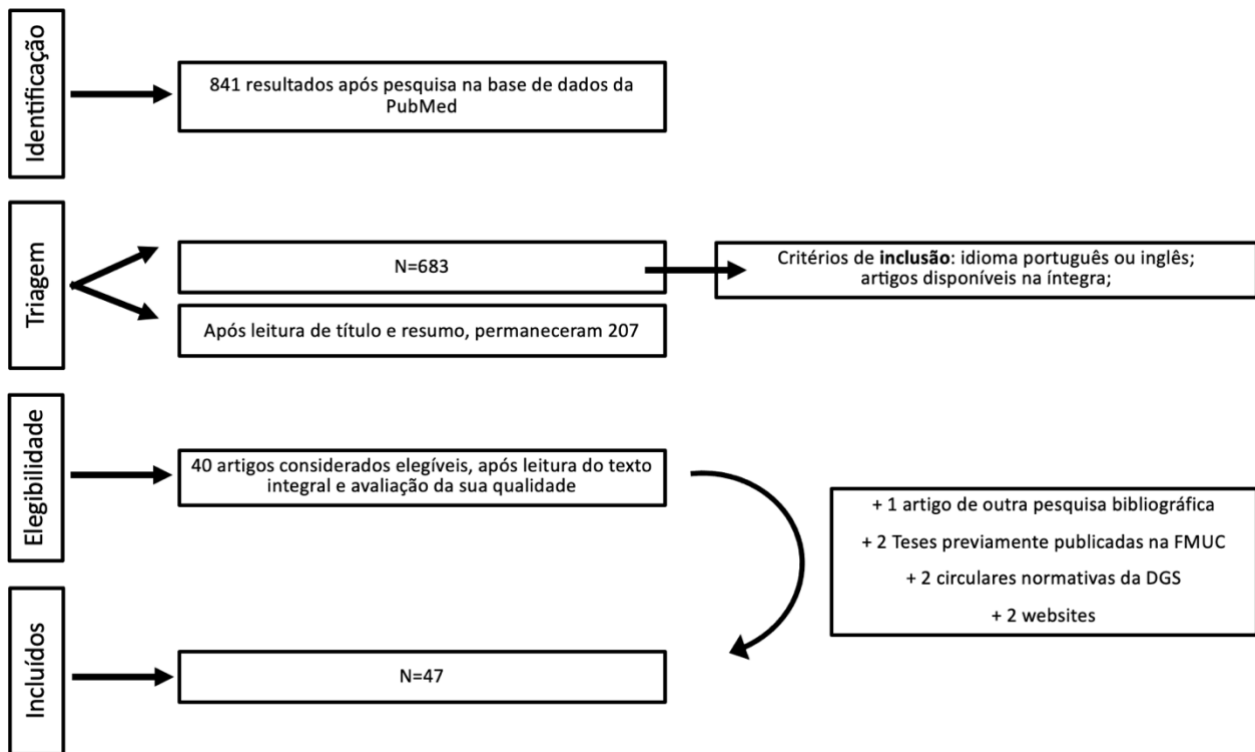 Identificação
841 resultados após pesquisa na base de dados da
PubMed
Triagem
N=683
Critérios de inclusão: idioma português ou inglês;
artigos disponíveis na íntegra;
Após leitura de título e resumo, permaneceram 207
Elegibilidade
40 artigos considerados elegíveis, após leitura do texto
integral e avaliação da sua qualidade
+ 1 artigo de outra pesquisa bibliográfica
+ 2 Teses previamente publicadas na FMUC
+ 2 circulares normativas da DGS
+ 2 websites
Incluídos
N=47